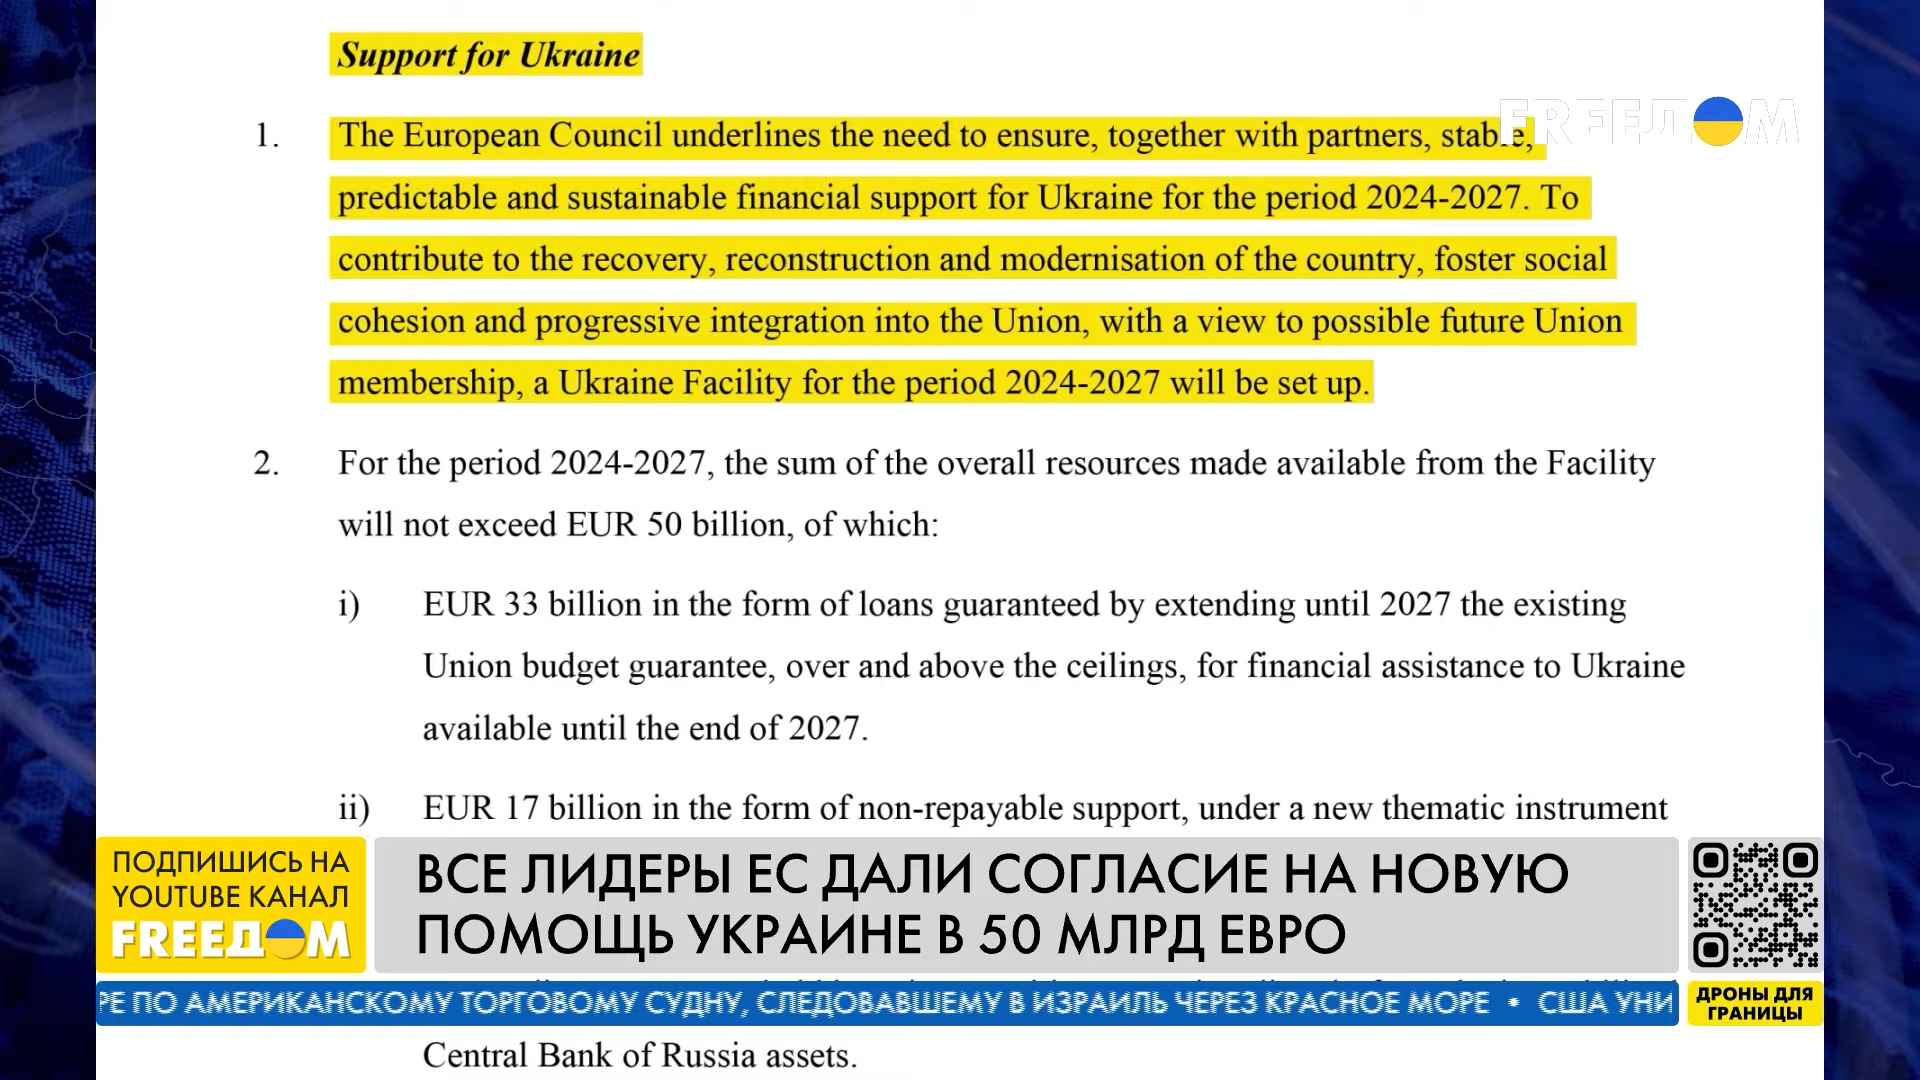 Support for Ukraine
FREEДOM
1. The European Council underlines the need to ensure, together with partners, stable,
predictable and sustainable financial support for Ukraine for the period 2024-2027. To
contribute to the recovery, reconstruction and modernisation of the country, foster social
cohesion and progressive integration into the Union, with a view to possible future Union
membership, a Ukraine Facility for the period 2024-2027 will be set up.
2. For the period 2024-2027, the sum of the overall resources made available from the Facility
will not exceed EUR 50 billion, of which:
i) EUR 33 billion in the form of loans guaranteed by extending until 2027 the existing
Union budget guarantee, over and above the ceilings, for financial assistance to Ukraine
available until the end of 2027.
ii) EUR 17 billion in the form of non-repayable support, under a new thematic instrument
ПОДПИШИСЬ НА
YOUTUBE КАНАЛ
FREEДOM
ВСЕ ЛИДЕРЫ ЕС ДАЛИ СОГЛАСИЕ НА НОВУЮ
ПОМОЩЬ УКРАИНЕ В 50 МЛРД ЕВРО
РЕ ПО АМЕРИКАНСКОМУ ТОРГОВОМУ СУДНУ, СЛЕДОВАВШЕМУ В ИЗРАИЛЬ ЧЕРЕЗ КРАСНОЕ МОРЕ • США УНИ
ДРОНЫ ДЛЯ
ГРАНИЦЫ
Central Bank of Russia assets.